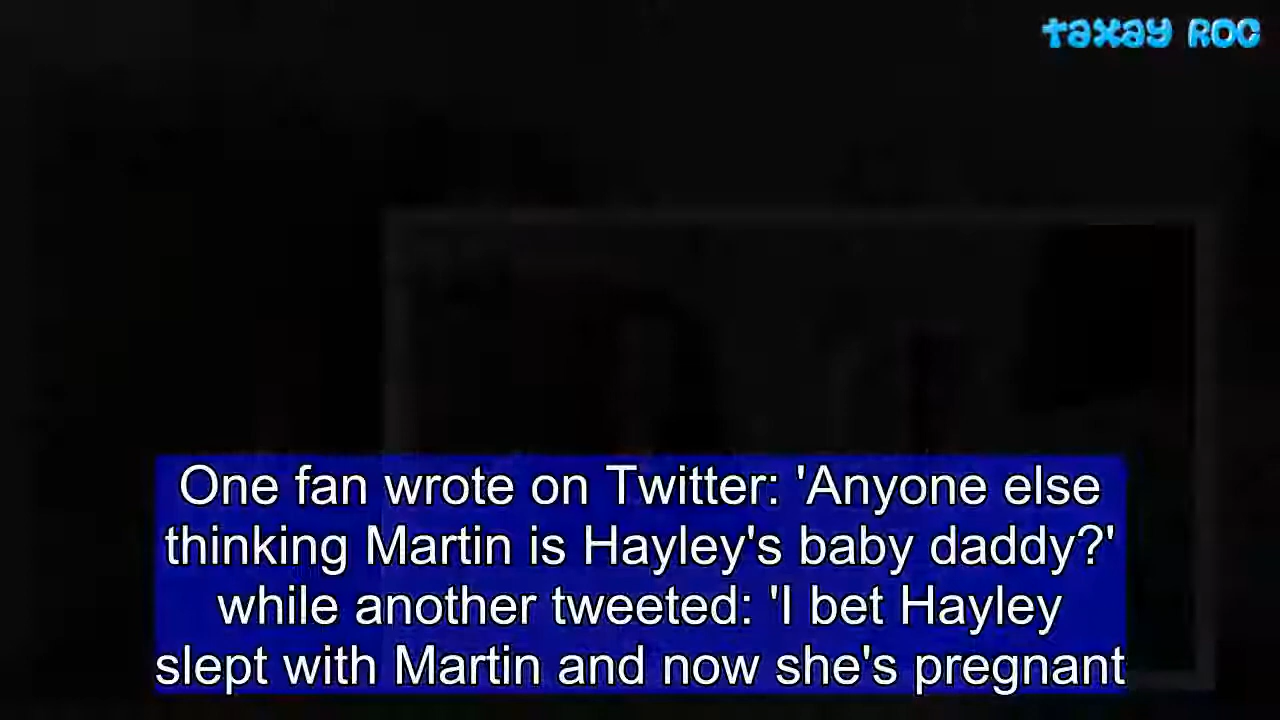 Taxay Roc
One fan wrote on Twitter: 'Anyone else
thinking Martin is Hayley's baby daddy?'
while another tweeted: 'I bet Hayley
slept with Martin and now she's pregnant